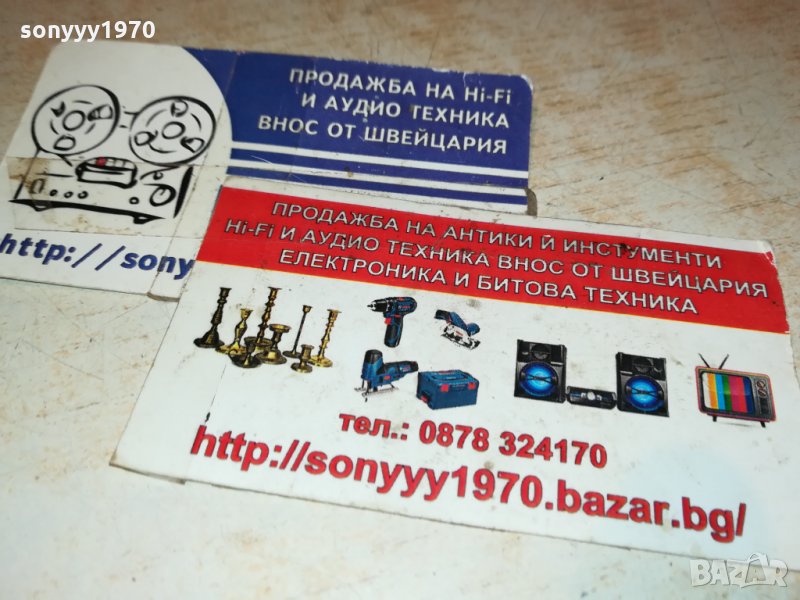 sonyyy1970
ПРОДАЖБА НА Hi-Fi
И АУДИО ТЕХНИКА
ВНОС ОТ ШВЕЙЦАРИЯ
http://sony
ПРОДАЖБА НА АНТИКИ Й ИНСТУМЕНТИ
Hi-Fi И АУДИО ТЕХНИКА ВНОС ОТ ШВЕЙЦАРИЯ
ЕЛЕКТРОНИКА И БИТОВА ТЕХНИКА
тел.: 0878 324170
http://sonyyy1970.bazar.bg/
BAZAR